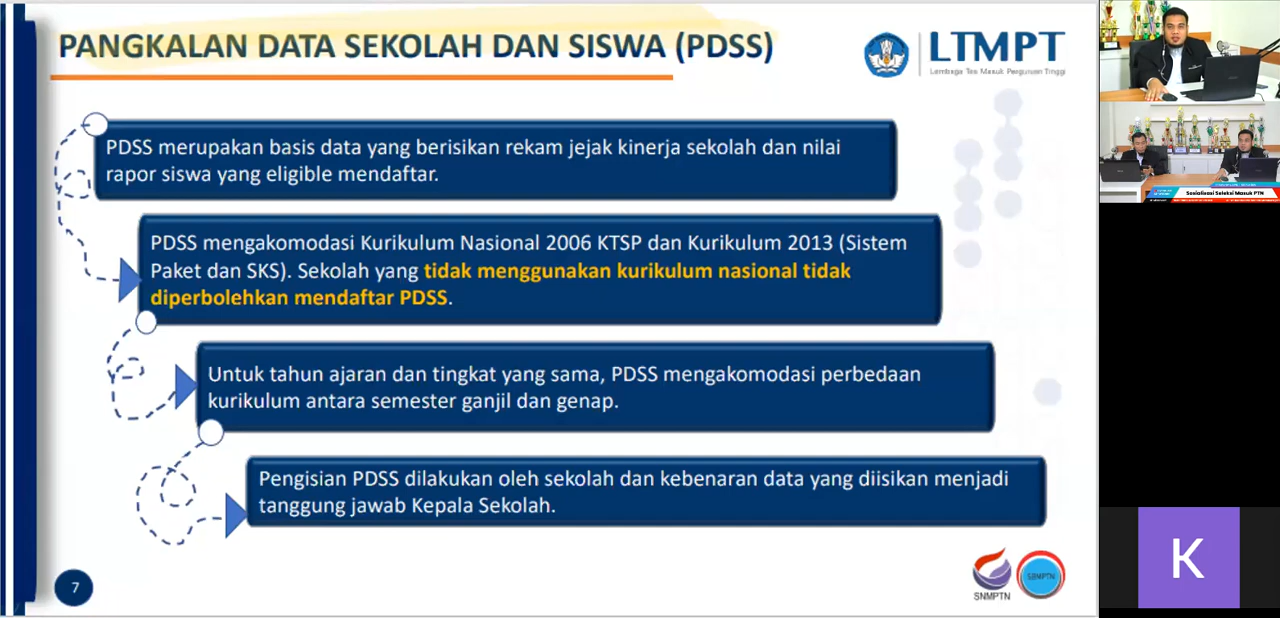 PANGKALAN DATA SEKOLAH DAN SISWA (PDSS)
LTMPT
Lembaga Tes Masuk Perguruan Tinggi
PDSS merupakan basis data yang berisikan rekam jejak kinerja sekolah dan nilai
rapor siswa yang eligible mendaftar.
PDSS mengakomodasi Kurikulum Nasional 2006 KTSP dan Kurikulum 2013 (Sistem
Paket dan SKS). Sekolah yang tidak menggunakan kurikulum nasional tidak
diperbolehkan mendaftar PDSS.
Untuk tahun ajaran dan tingkat yang sama, PDSS mengakomodasi perbedaan
kurikulum antara semester ganjil dan genap.
Pengisian PDSS dilakukan oleh sekolah dan kebenaran data yang diisikan menjadi
tanggung jawab Kepala Sekolah.
7
SNMPTN
SBMPTN
Sosialisasi Seleksi Masuk PTN
K